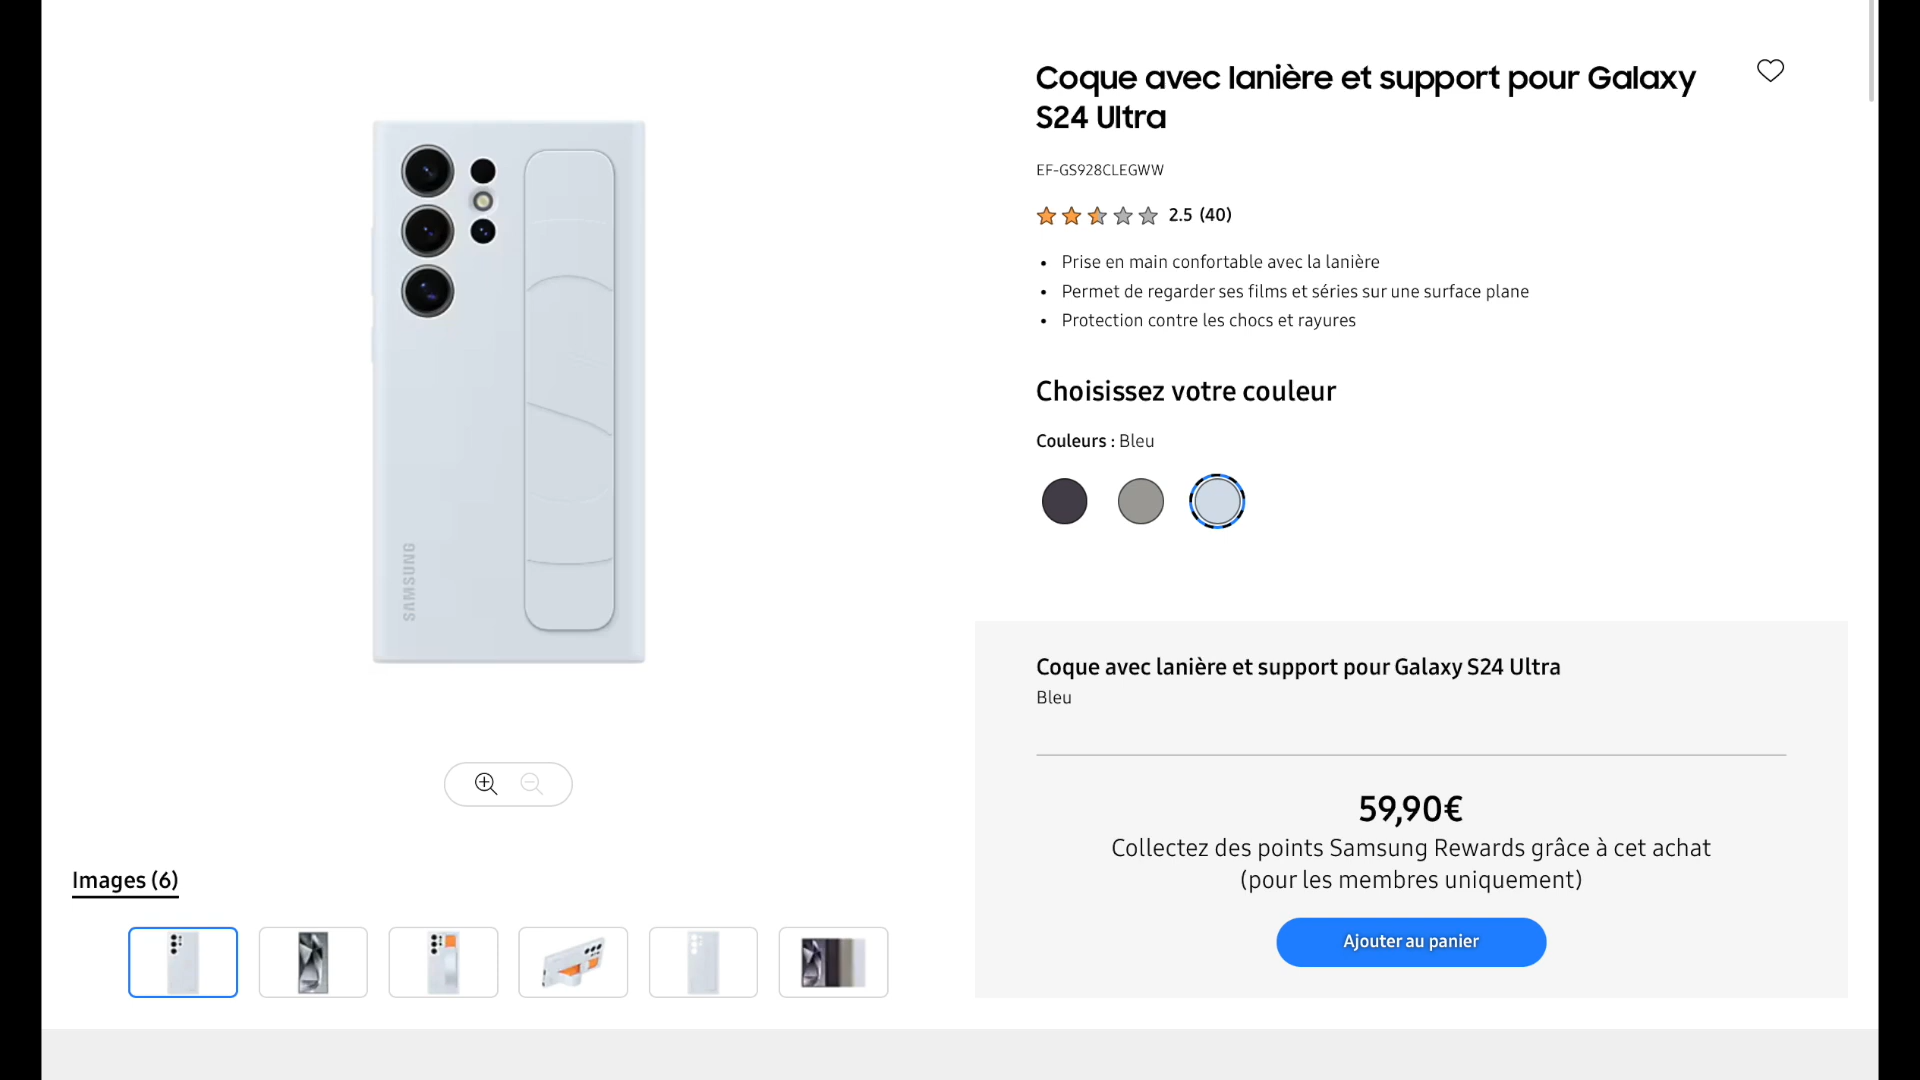 Coque avec lanière et support pour Galaxy
S24 Ultra
EF-GS928CLEGWW
2.5 (40)
• Prise en main confortable avec la lanière
• Permet de regarder ses films et séries sur une surface plane
• Protection contre les chocs et rayures
Choisissez votre couleur
Couleurs : Bleu
SAMSUNG
Coque avec lanière et support pour Galaxy S24 Ultra
Bleu
59,90€
Collectez des points Samsung Rewards grâce à cet achat
(pour les membres uniquement)
Ajouter au panier
Images (6)